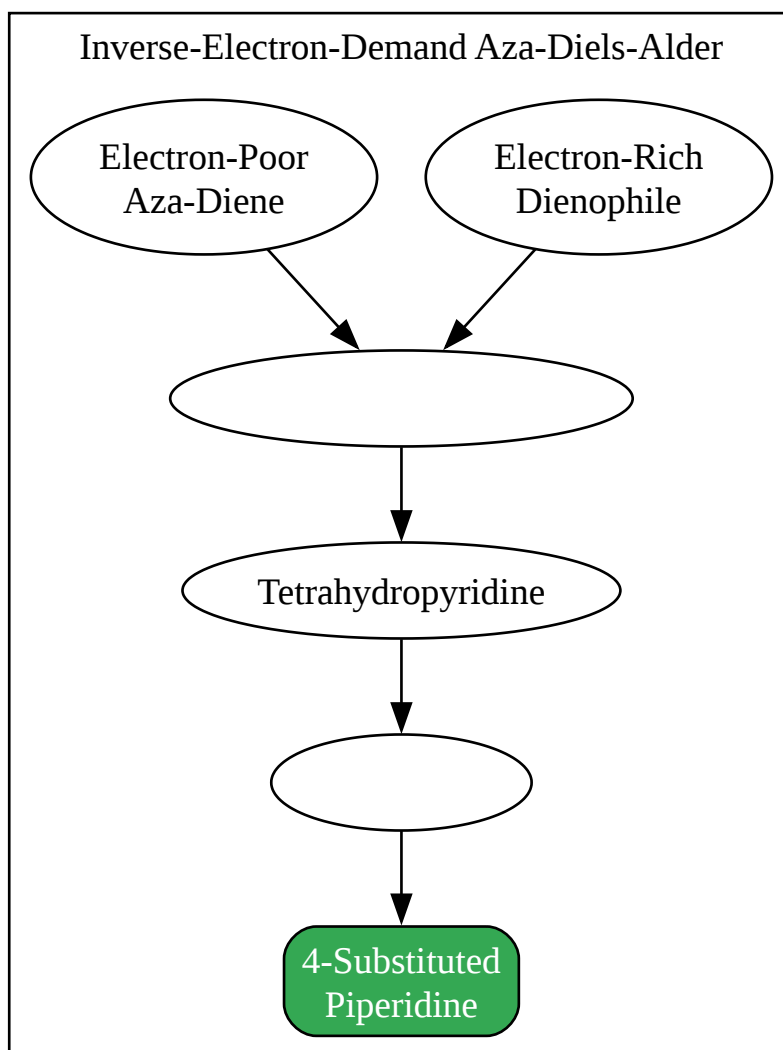 Inverse-Electron-Demand Aza-Diels-Alder
Electron-Poor
Aza-Diene
Electron-Rich
Dienophile
Tetrahydropyridine
4-Substituted
Piperidine